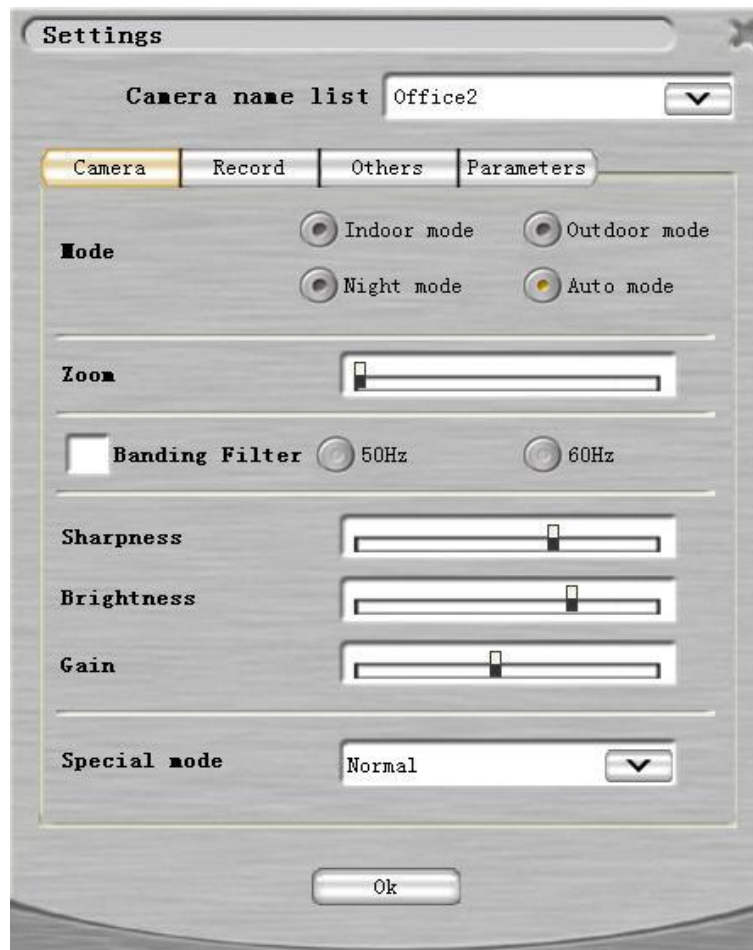 Settings
Camera name list Office2
Camera Record Others Parameters
Mode
Indoor mode Outdoor mode
Night mode Auto mode
Zoom
Banding Filter 50Hz 60Hz
Sharpness
Brightness
Gain
Special mode Normal
Ok